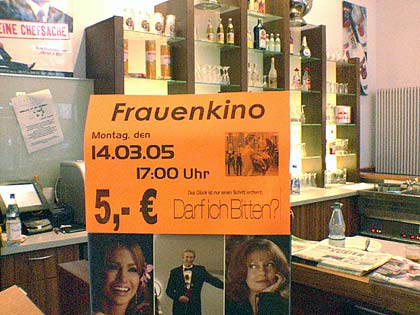 EINE CHEFSACHE
Frauenkino
Montag, den
14.03.05
17:00 Uhr
Das Glück ist nur einen Schritt entfernt.
5,- € Darf ich Bitten?